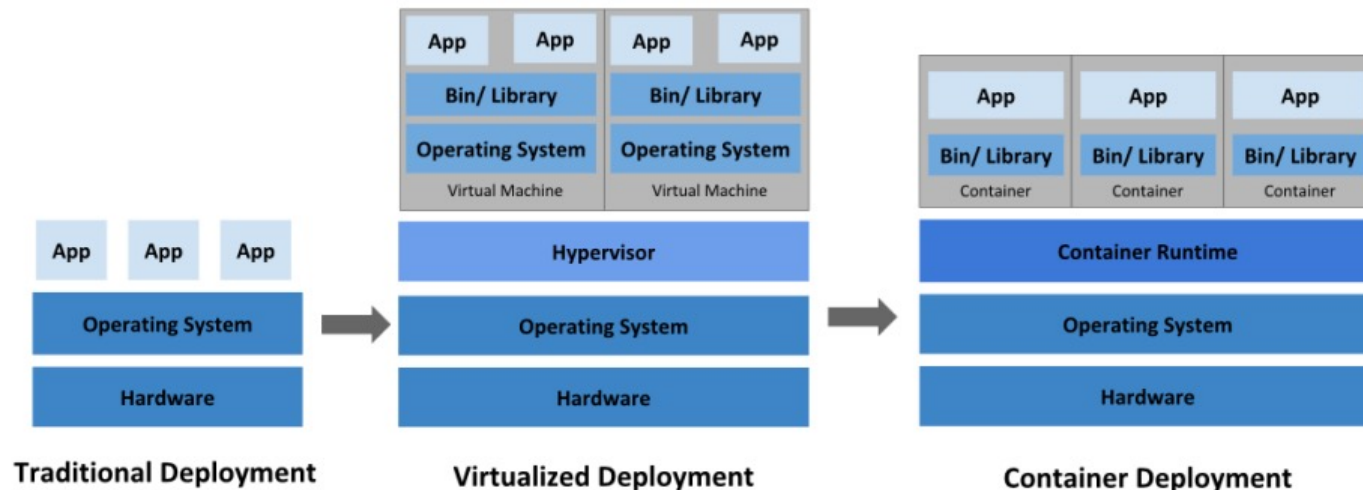 App App App
Operating System
Hardware
Traditional Deployment
App App App App
Bin/ Library Bin/ Library
Operating System Operating System
Virtual Machine Virtual Machine
Hypervisor
Operating System
Hardware
Virtualized Deployment
App App App
Bin/ Library Bin/ Library Bin/ Library
Container Container Container
Container Runtime
Operating System
Hardware
Container Deployment